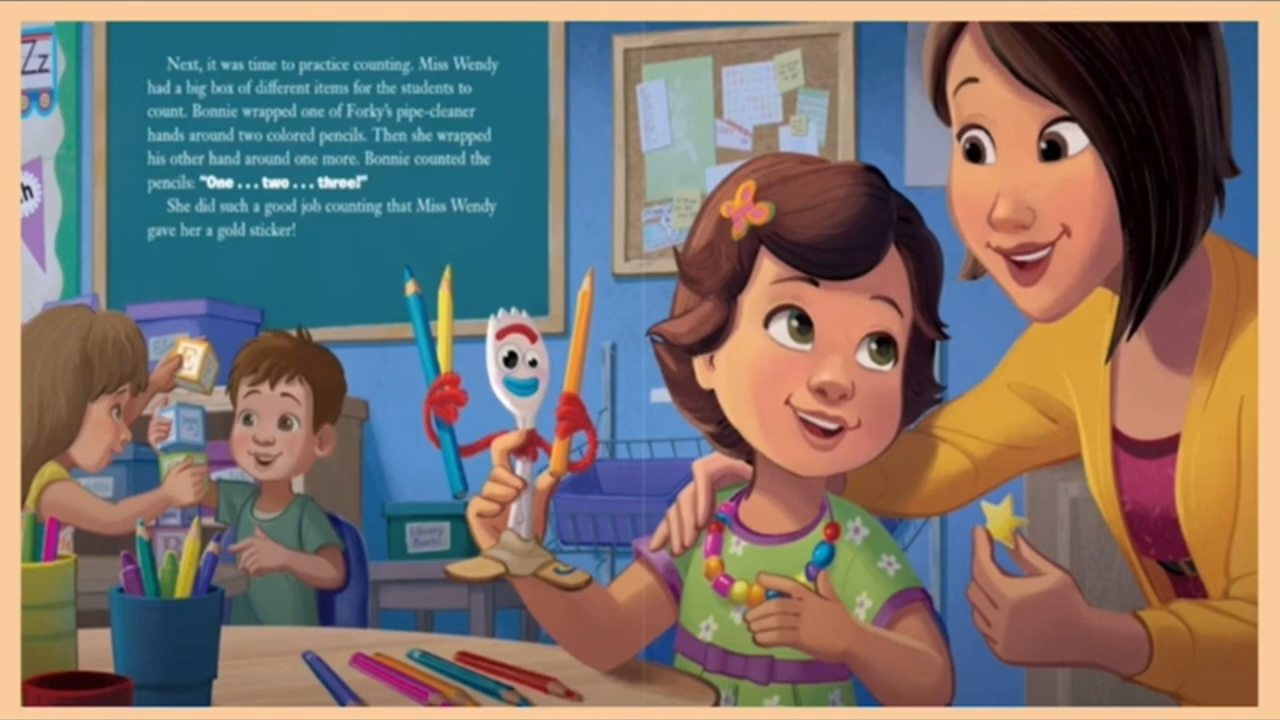 Zz
Next, it was time to practice counting. Miss Wendy
had a big box of different items for the students to
count. Bonnie wrapped one of Forky's pipe-cleaner
hands around two colored pencils. Then she wrapped
his other hand around one more. Bonnie counted the
pencils: "One . . . two . . . three!"
She did such a good job counting that Miss Wendy
gave her a gold sticker!
E
Library
Books
B